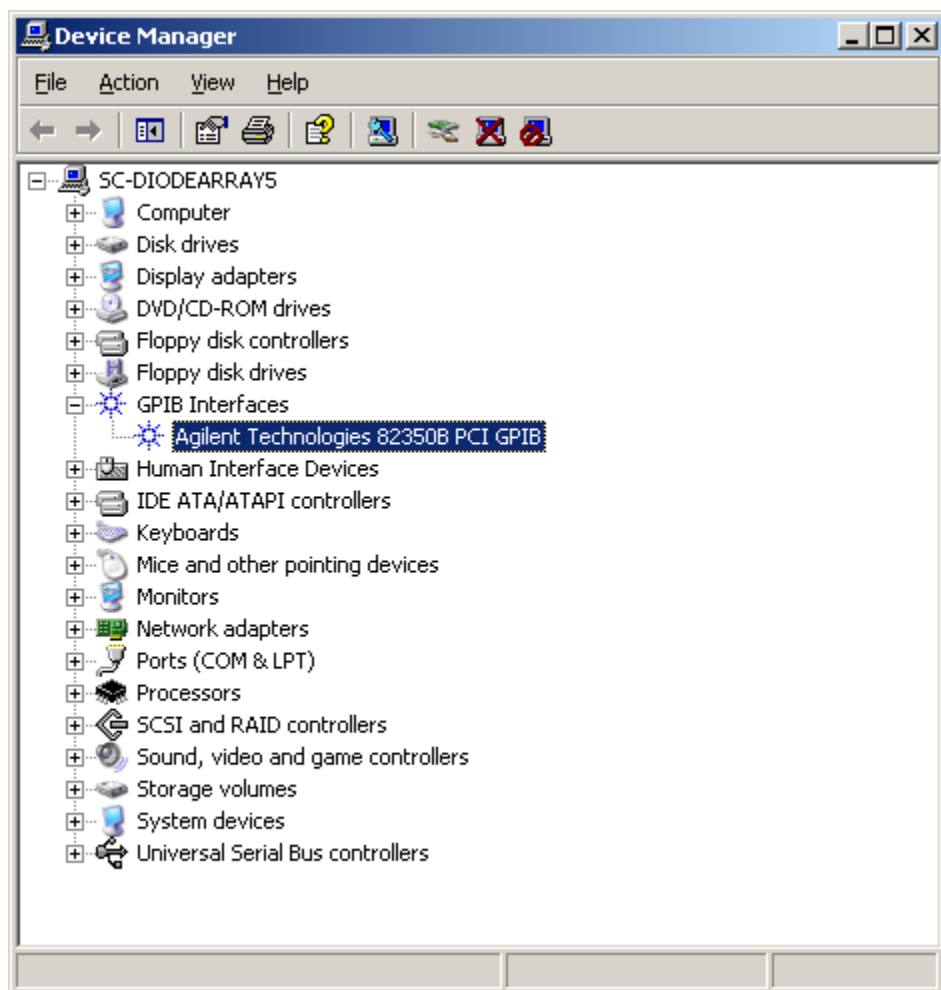 Device Manager
File Action View Help
SC-DIODEARRAY5
Computer
Disk drives
Display adapters
DVD/CD-ROM drives
Floppy disk controllers
Floppy disk drives
GPIB Interfaces
Agilent Technologies 82350B PCI GPIB
Human Interface Devices
IDE ATA/ATAPI controllers
Keyboards
Mice and other pointing devices
Monitors
Network adapters
Ports (COM & LPT)
Processors
SCSI and RAID controllers
Sound, video and game controllers
Storage volumes
System devices
Universal Serial Bus controllers